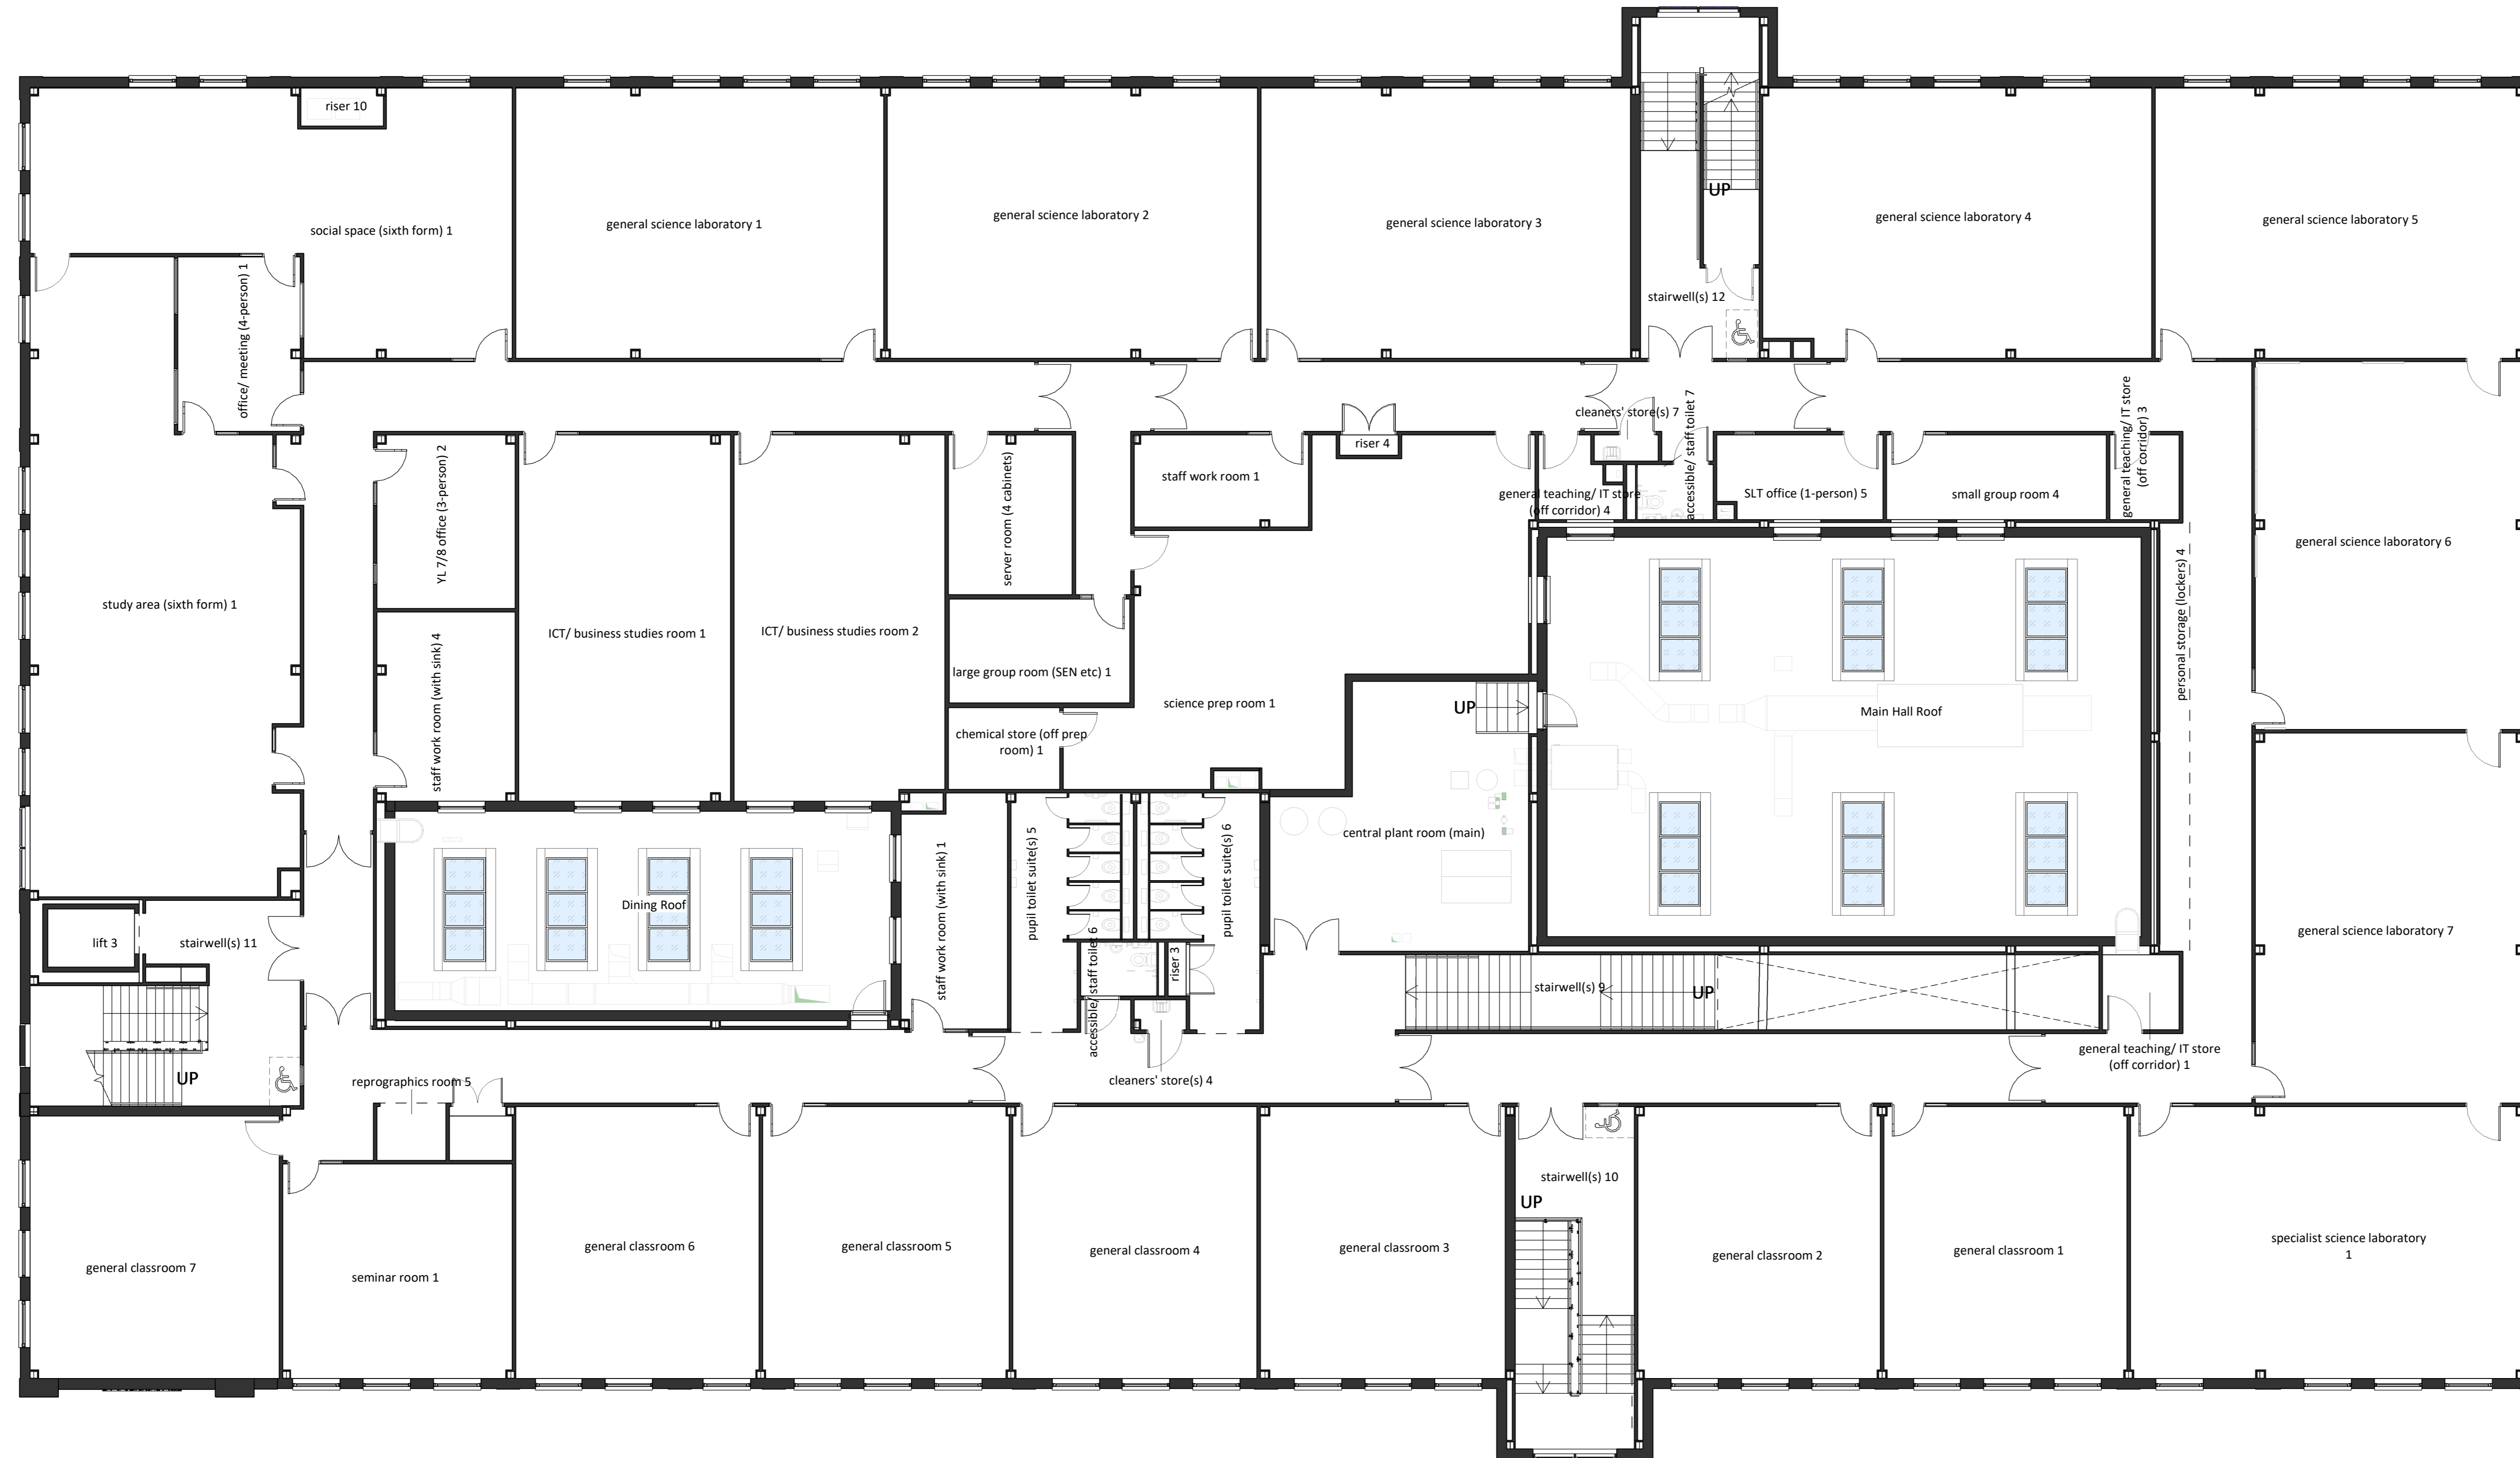 riser 10
social space (sixth form) 1
general science laboratory 1
general science laboratory 2
general science laboratory 3
UP
stairwell(s) 12
general science laboratory 4
general science laboratory 5
office/ meeting (4-person) 1
YL 7/8 office (3-person) 2
server room (4 cabinets)
staff work room 1
riser 4
cleaners' store(s) 7
accessible/ staff toilet 7
general teaching/ IT store
(off corridor) 4
SLT office (1-person) 5
small group room 4
general teaching/ IT store
(off corridor) 3
general science laboratory 6
study area (sixth form) 1
staff work room (with sink) 4
ICT/ business studies room 1
ICT/ business studies room 2
large group room (SEN etc) 1
science prep room 1
chemical store (off prep
room) 1
UP
Main Hall Roof
personal storage (lockers) 4
central plant room (main)
lift 3
stairwell(s) 11
Dining Roof
staff work room (with sink) 1
pupil toilet suite(s) 5
accessible/ staff toilet 6
riser 3
pupil toilet suite(s) 6
stairwell(s) 9
UP
general science laboratory 7
UP
reprographics room 5
cleaners' store(s) 4
general teaching/ IT store
(off corridor) 1
general classroom 7
seminar room 1
general classroom 6
general classroom 5
general classroom 4
general classroom 3
stairwell(s) 10
UP
general classroom 2
general classroom 1
specialist science laboratory
1